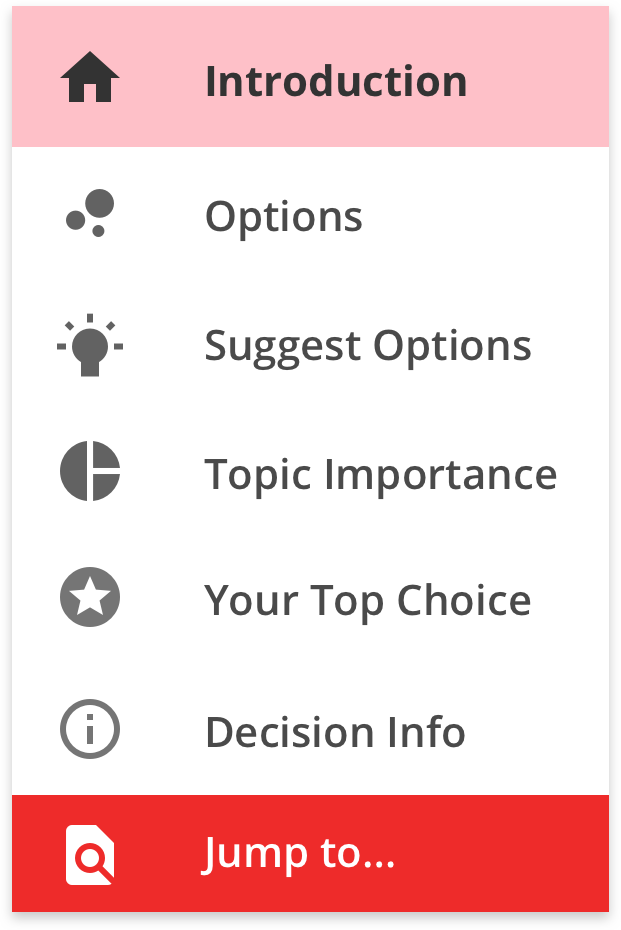 Introduction
Options
Suggest Options
Topic Importance
Your Top Choice
Decision Info
Jump to...